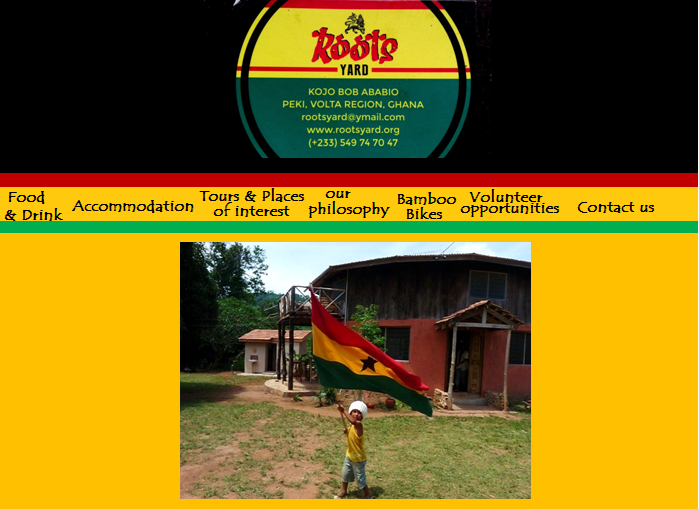 Roots
YARD
KOJO BOB ABABIO
PEKI, VOLTA REGION, GHANA
rootsyard@ymail.com
www.rootsyard.org
(+233) 549 74 70 47
Food
& Drink
Accommodation
Tours & Places
of interest
our
philosophy
Bamboo
Bikes
Volunteer
opportunities
Contact us